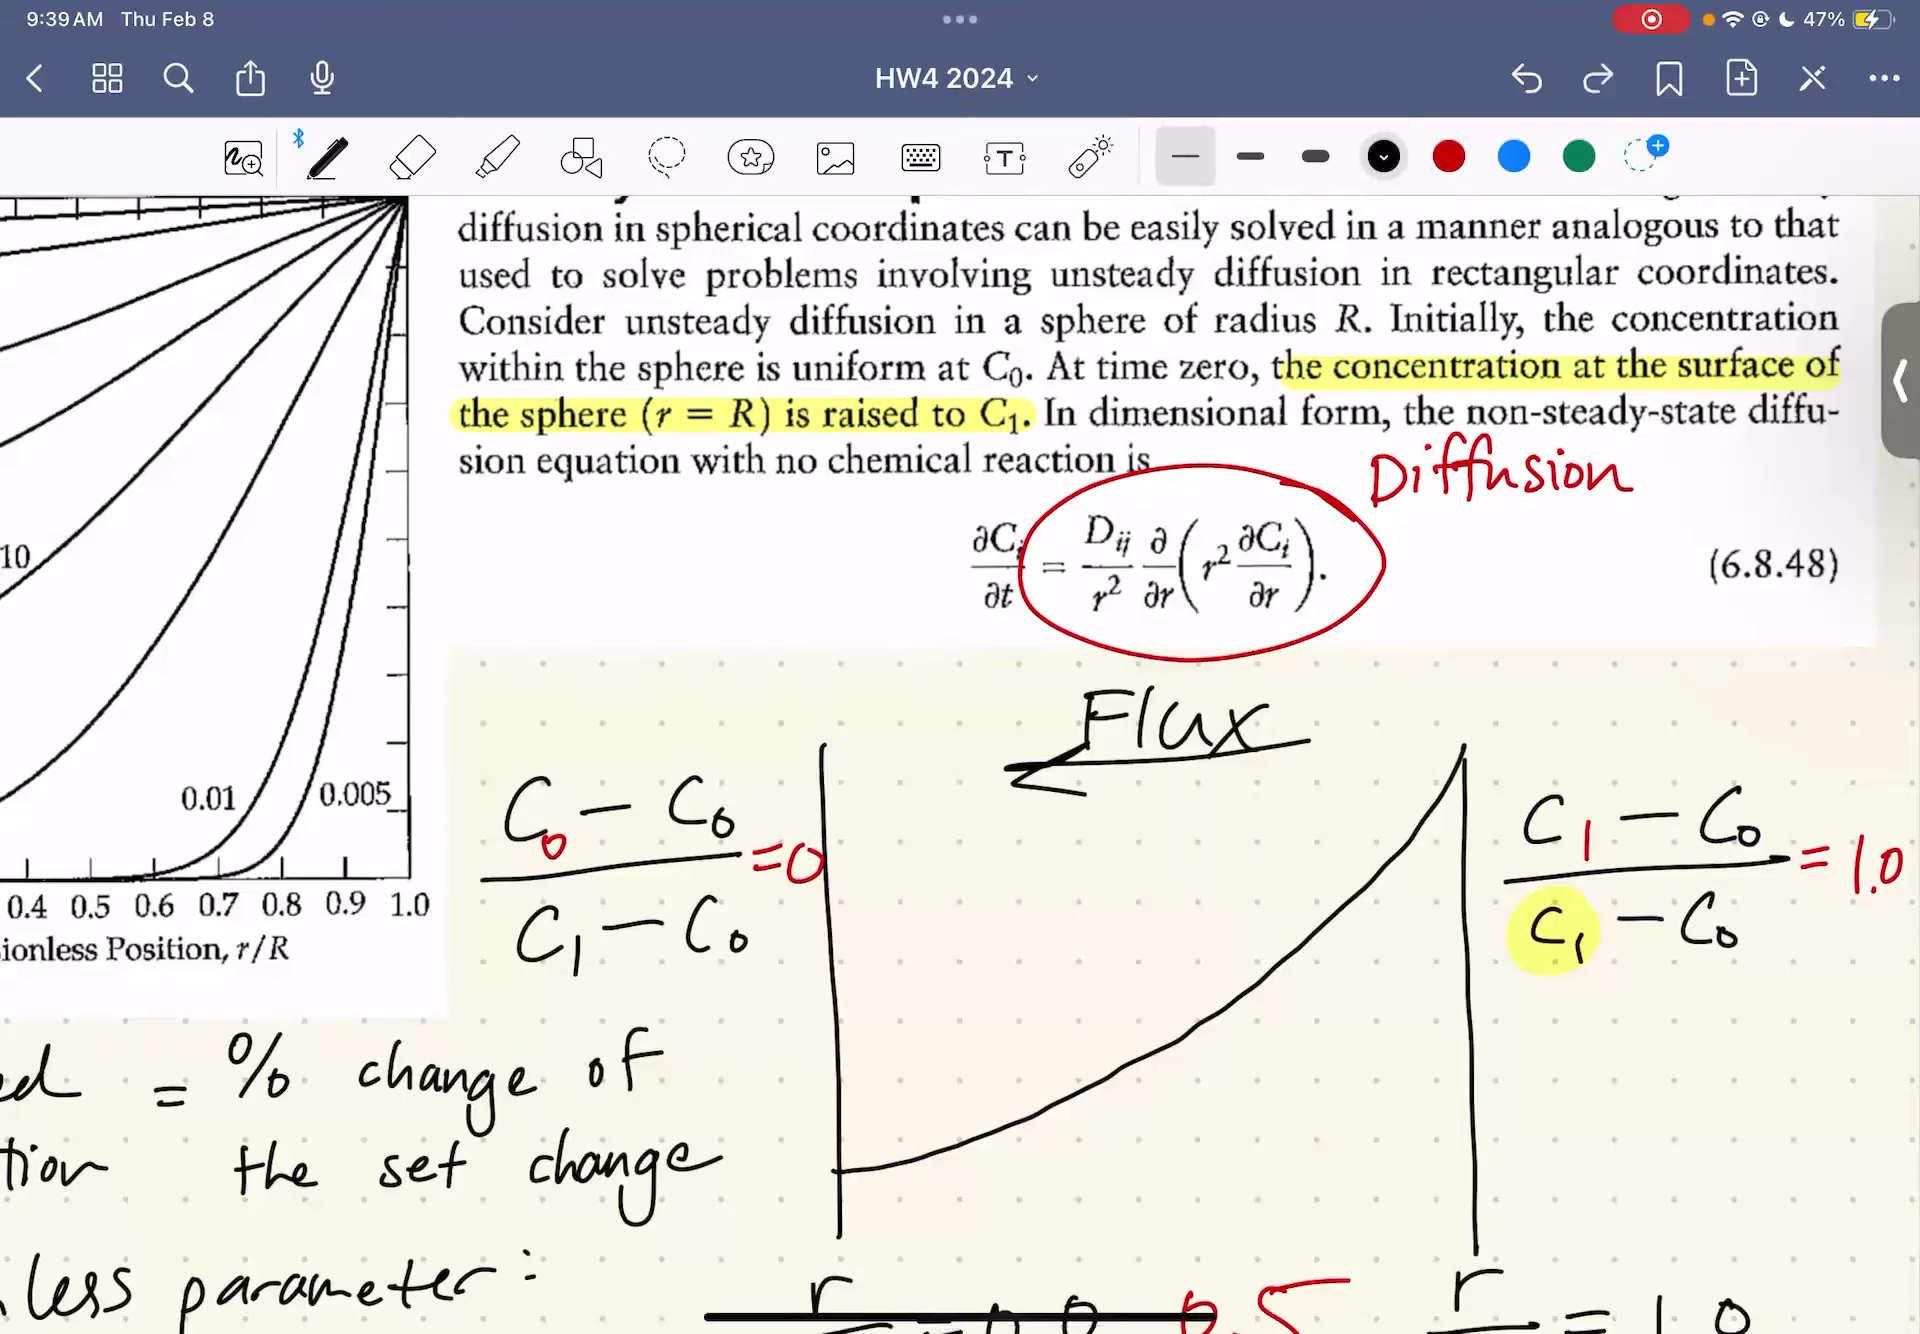 9:39 AM Thu Feb 8
47%
HW4 2024
T
diffusion in spherical coordinates can be easily solved in a manner analogous to that
used to solve problems involving unsteady diffusion in rectangular coordinates.
Consider unsteady diffusion in a sphere of radius R. Initially, the concentration
within the sphere is uniform at C₀. At time zero, the concentration at the surface of
the sphere (r = R) is raised to C₁. In dimensional form, the non-steady-state diffu-
sion equation with no chemical reaction is
Diffusion
∂Cᵢ/∂t = Dᵢⱼ/r² ∂/∂r (r² ∂Cᵢ/∂r). (6.8.48)
10
0.01 0.005
0.4 0.5 0.6 0.7 0.8 0.9 1.0
ionless Position, r/R
Flux
C₀ – C₀ / C₁ – C₀ = 0
C₁ – C₀ / C₁ – C₀ = 1.0
ed = % change of
tion the set change
less parameter:
r 0.5 r = 1.0